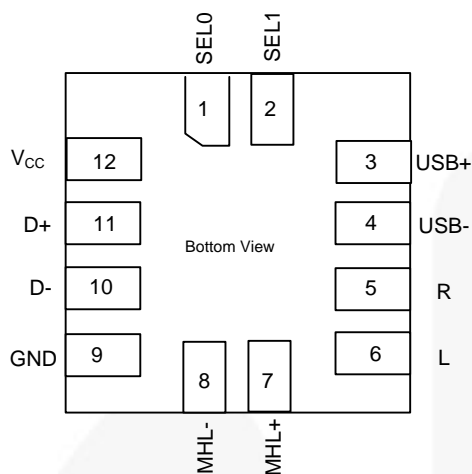 SEL0
SEL1
1
2
VCC
12
3
USB+
D+
11
4
USB-
Bottom View
D-
10
5
R
GND
9
6
L
8
7
MHL-
MHL+